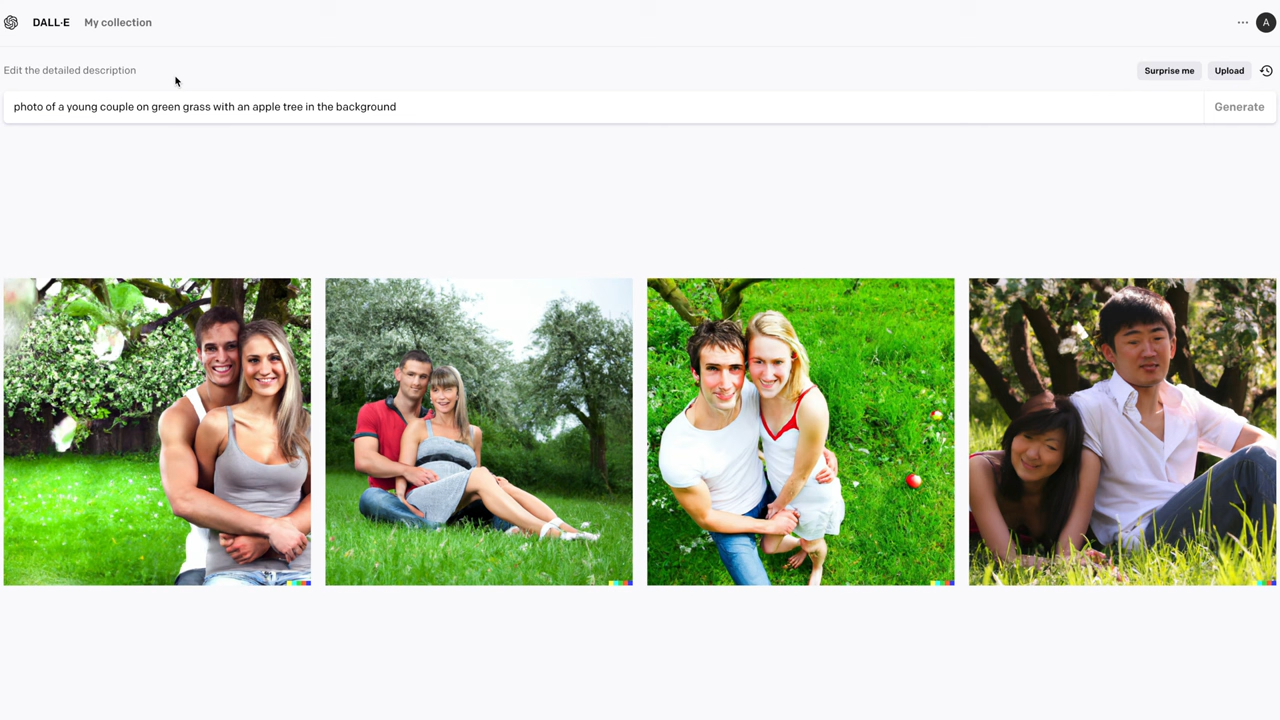 DALL·E My collection ··· A
Edit the detailed description Surprise me Upload
photo of a young couple on green grass with an apple tree in the background Generate